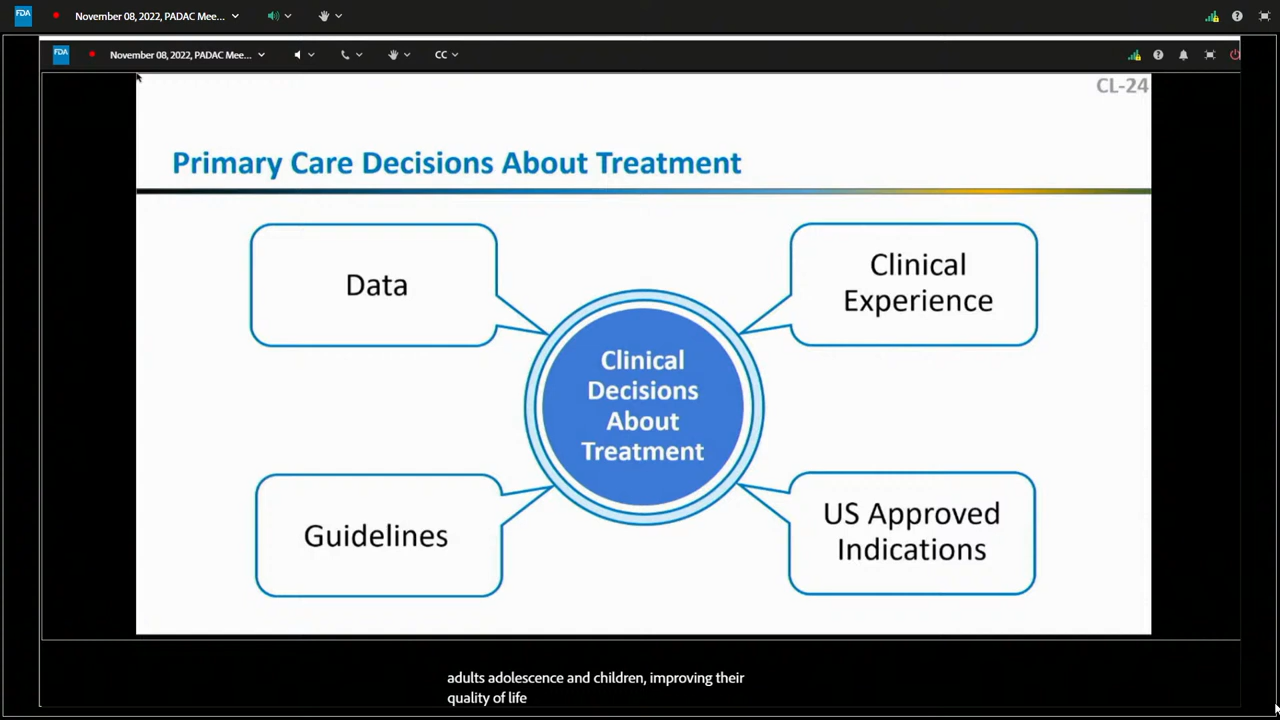 FDA
November 08, 2022, PADAC Mee...
FDA
November 08, 2022, PADAC Mee...
CC
CL-24
Primary Care Decisions About Treatment
Data
Clinical
Experience
Clinical
Decisions
About
Treatment
Guidelines
US Approved
Indications
adults adolescence and children, improving their
quality of life